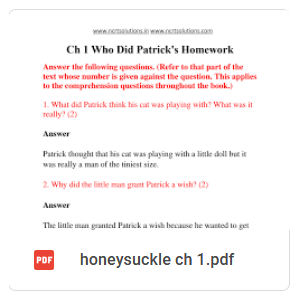 www.ncrtsolutions.in www.ncrtsolutions.com
Ch 1 Who Did Patrick's Homework
Answer the following questions. (Refer to that part of the
text whose number is given against the question. This applies
to the comprehension questions throughout the book.)
1. What did Patrick think his cat was playing with? What was it
really? (2)
Answer
Patrick thought that his cat was playing with a little doll but it
was really a man of the tiniest size.
2. Why did the little man grant Patrick a wish? (2)
Answer
The little man granted Patrick a wish because he wanted to get
PDF honeysuckle ch 1.pdf